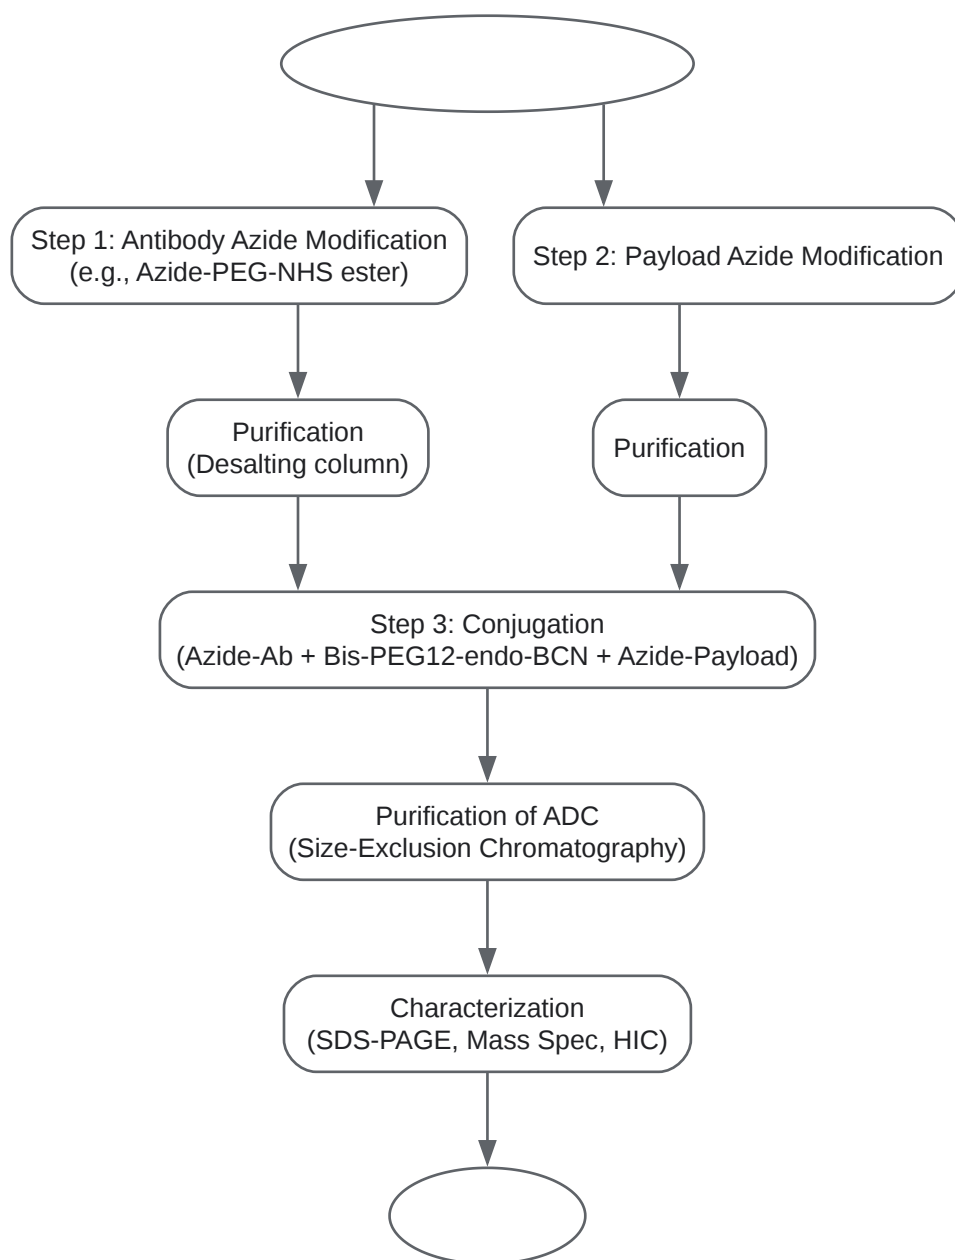 Step 1: Antibody Azide Modification
(e.g., Azide-PEG-NHS ester)
Step 2: Payload Azide Modification
Purification
(Desalting column)
Purification
Step 3: Conjugation
(Azide-Ab + Bis-PEG12-endo-BCN + Azide-Payload)
Purification of ADC
(Size-Exclusion Chromatography)
Characterization
(SDS-PAGE, Mass Spec, HIC)